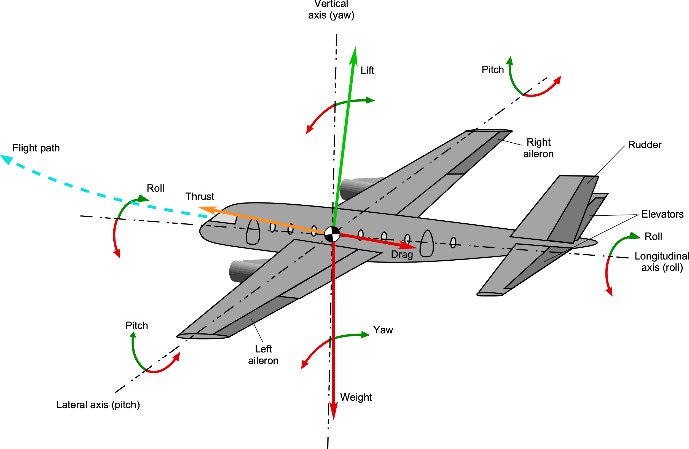 Vertical
axis (yaw)
Lift
Pitch
Flight path
Right
aileron
Rudder
Roll
Thrust
Elevators
Roll
Drag
Longitudinal
axis (roll)
Pitch
Yaw
Left
aileron
Weight
Lateral axis (pitch)